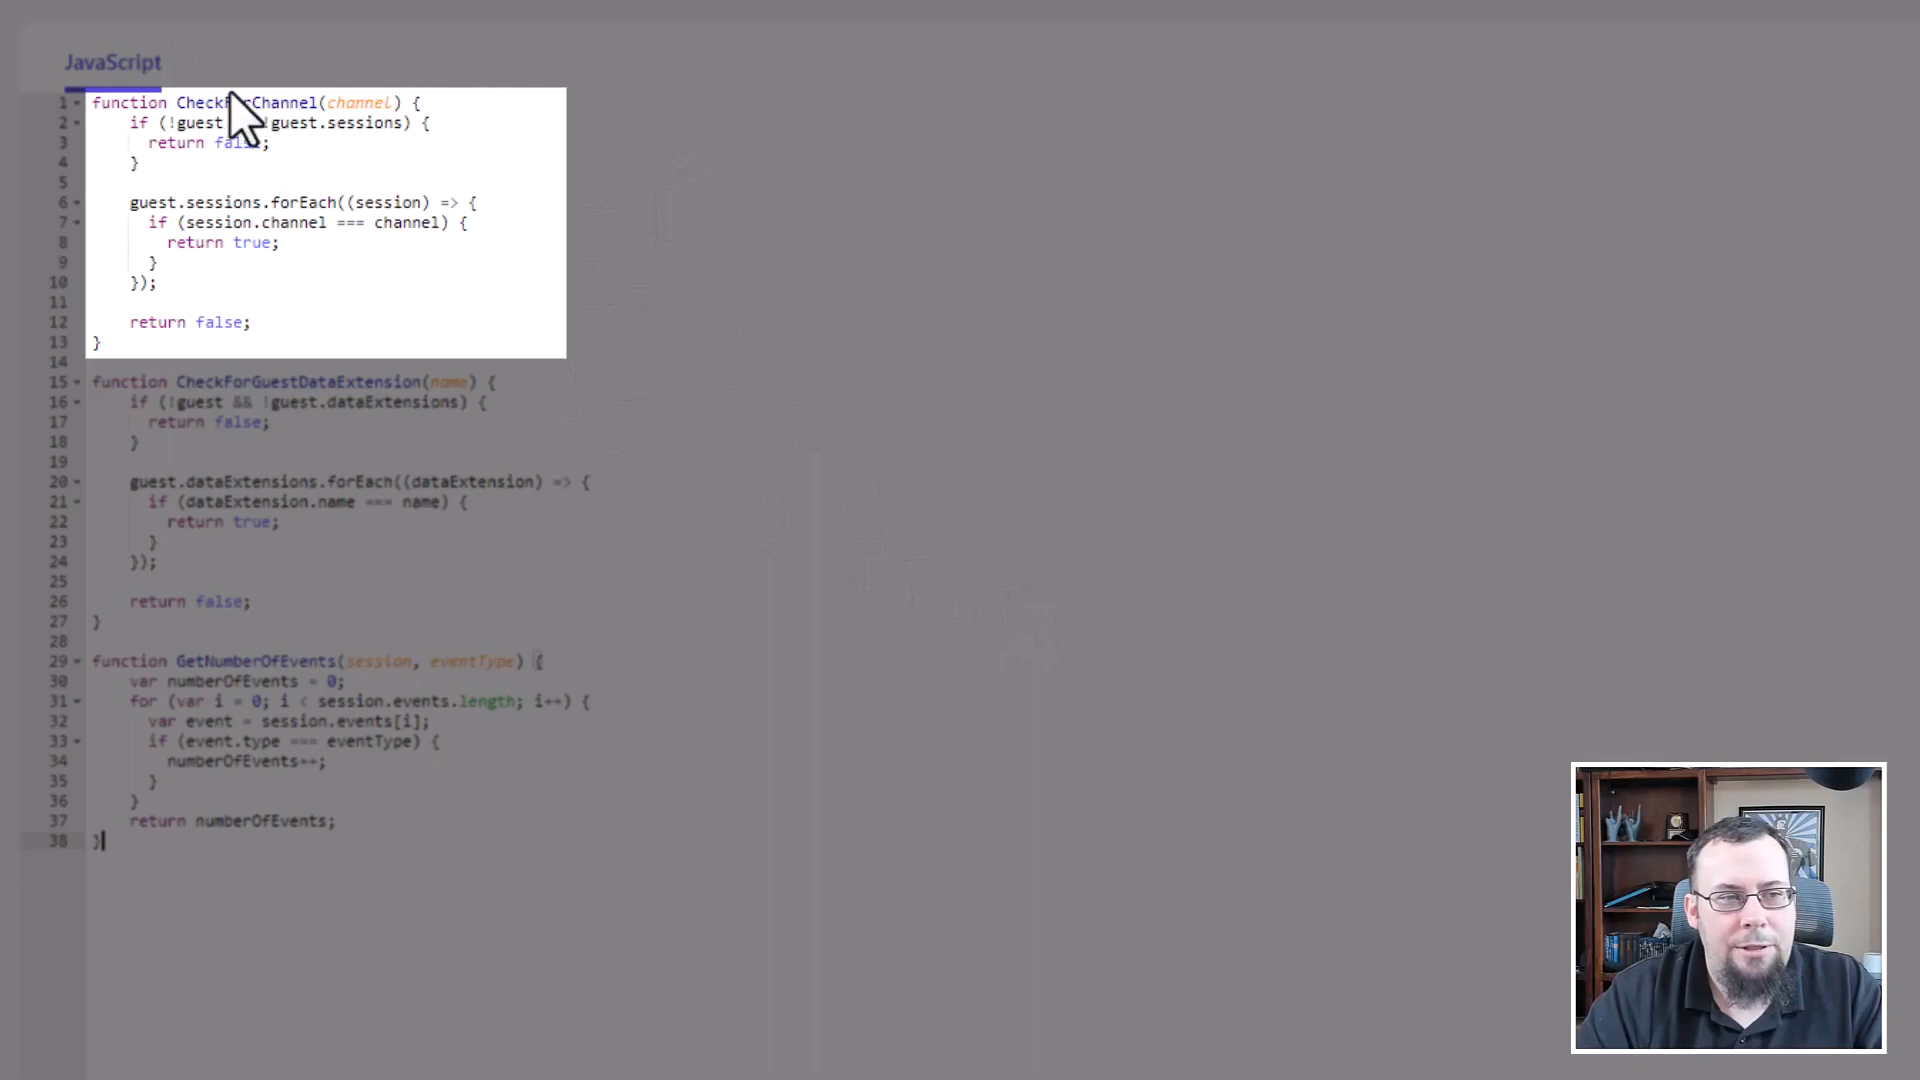 JavaScript
1 function CheckForChannel(channel) {
2 if (!guest !guest.sessions) {
3 return false;
4 }
5
6 guest.sessions.forEach((session) => {
7 if (session.channel === channel) {
8 return true;
9 }
10 });
11
12 return false;
13 }
14
15 function CheckForGuestDataExtension(name) {
16 if (!guest && !guest.dataExtensions) {
17 return false;
18 }
19
20 guest.dataExtensions.forEach((dataExtension) => {
21 if (dataExtension.name === name) {
22 return true;
23 }
24 });
25
26 return false;
27 }
28
29 function GetNumberOfEvents(session, eventType) {
30 var numberOfEvents = 0;
31 for (var i = 0; i < session.events.length; i++) {
32 var event = session.events[i];
33 if (event.type === eventType) {
34 numberOfEvents++;
35 }
36 }
37 return numberOfEvents;
38 }